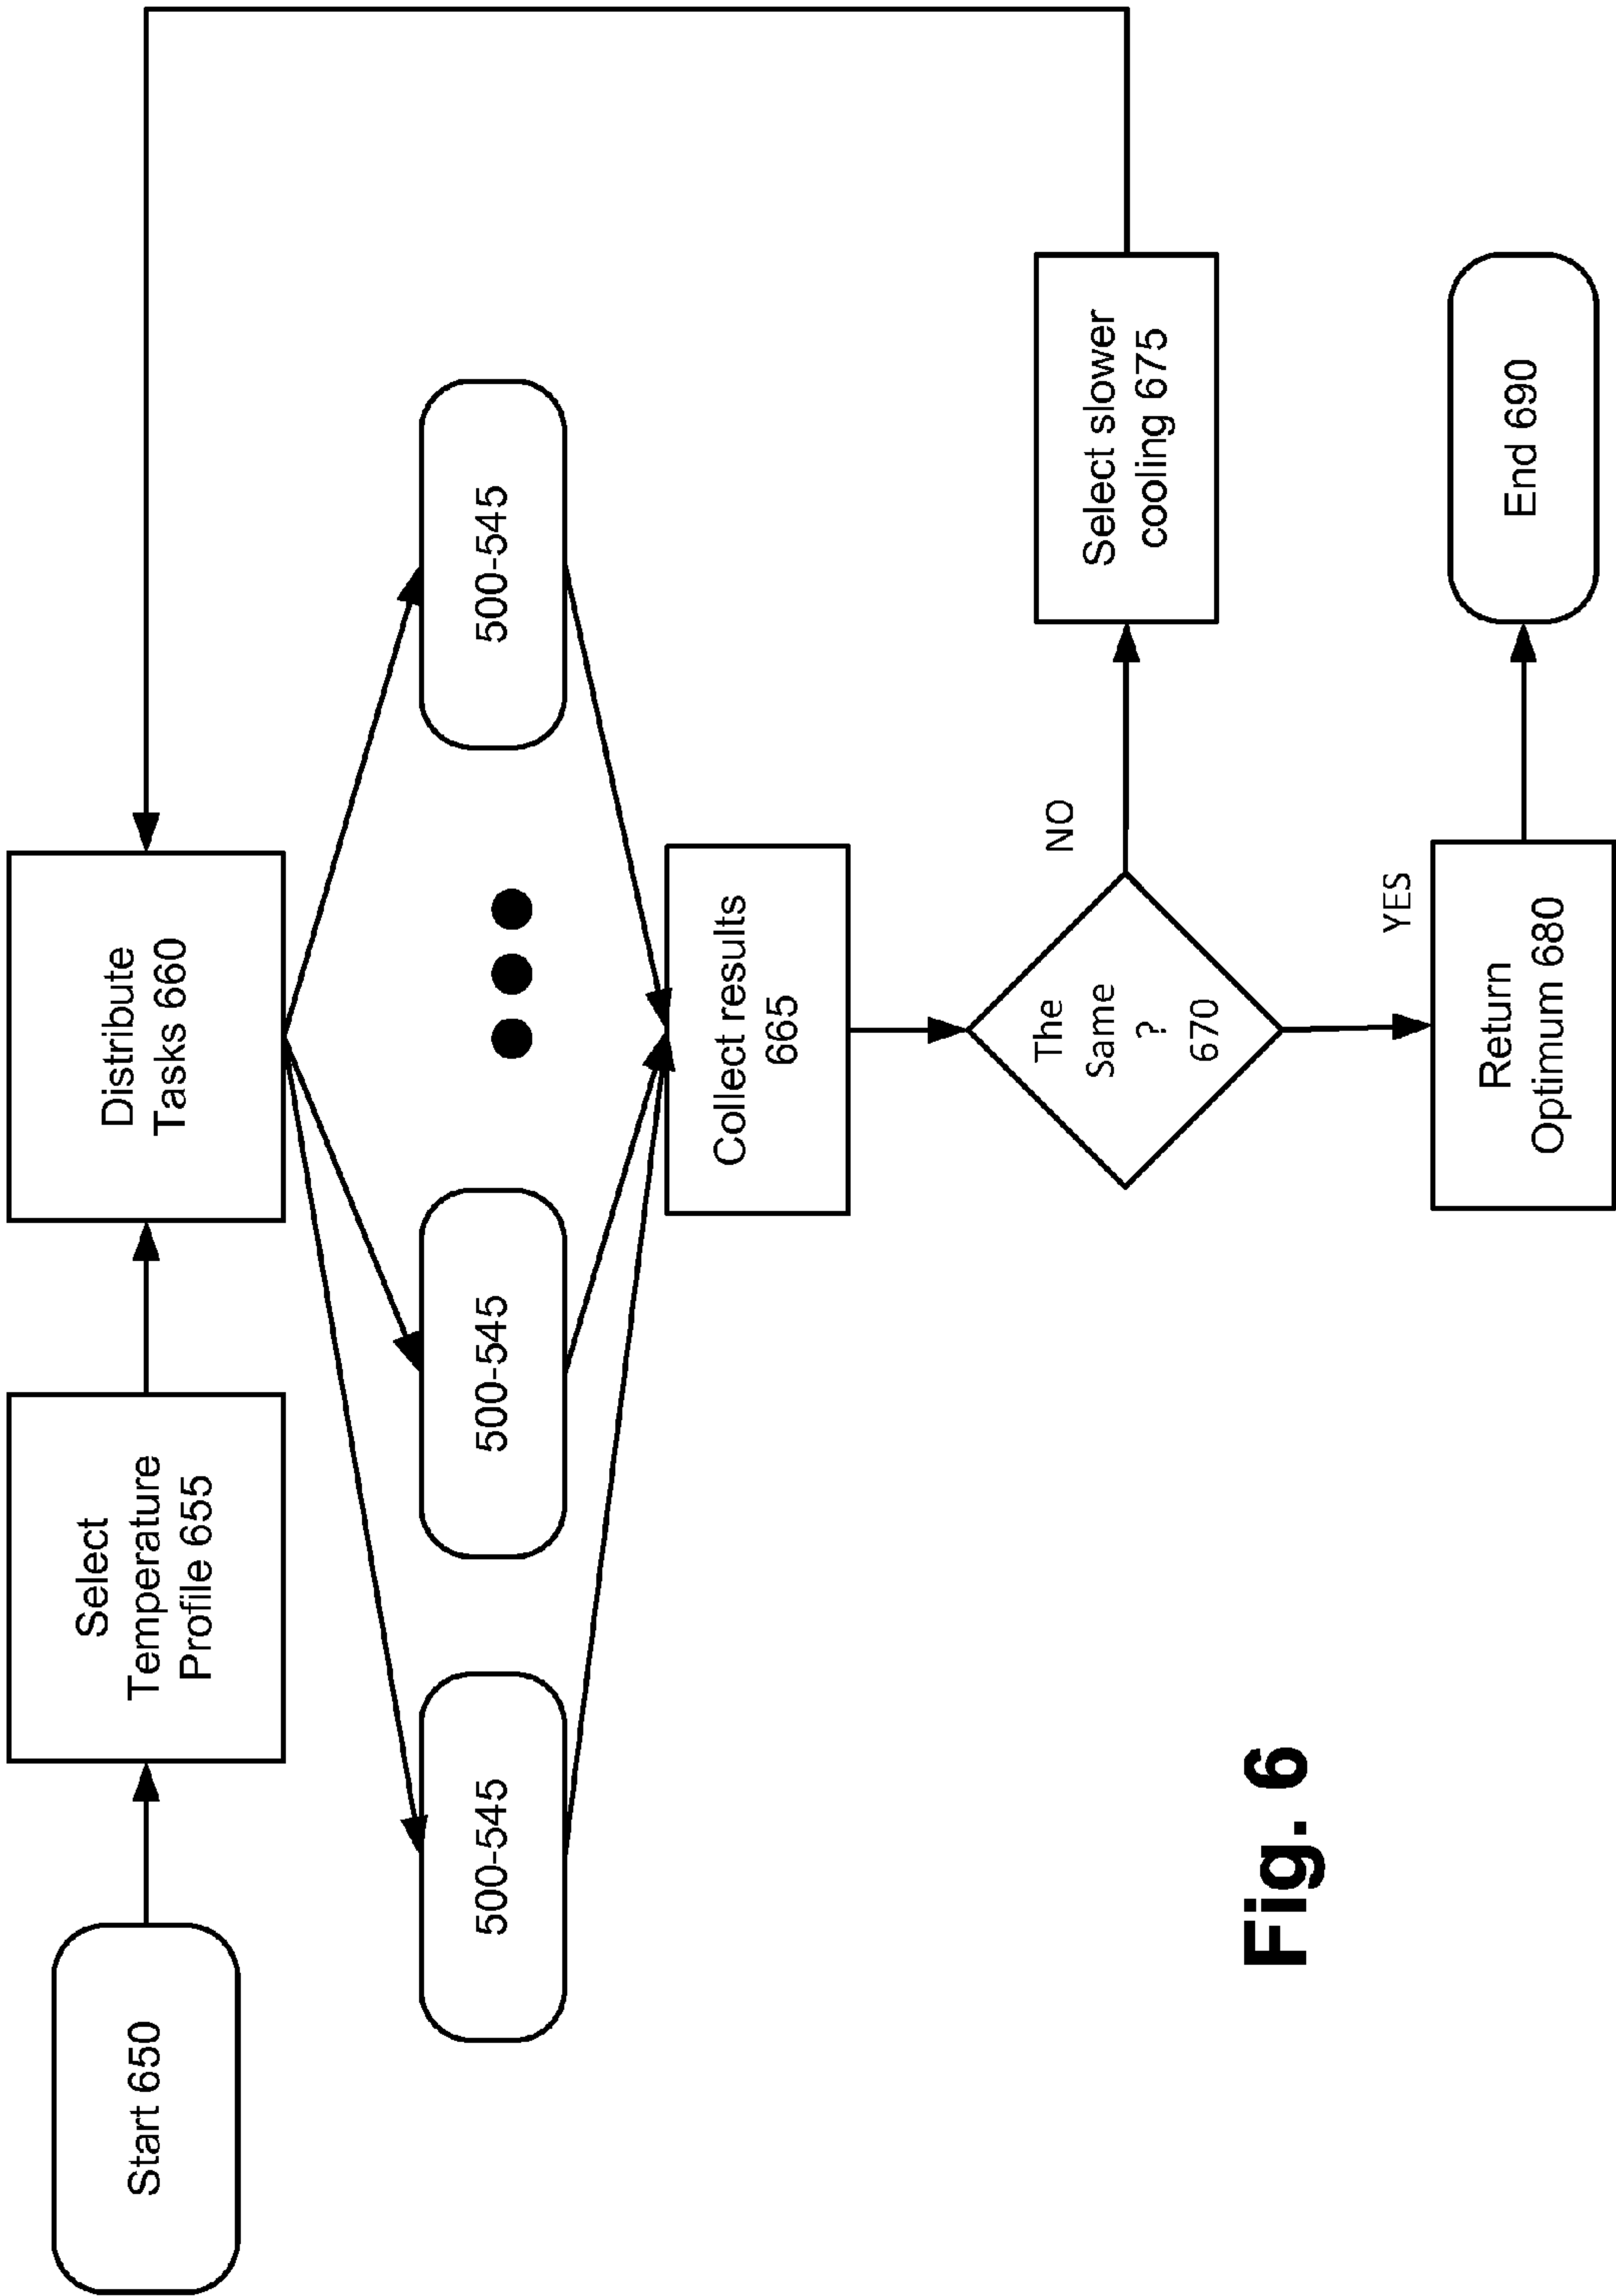 Start 650
Select
Temperature
Profile 655
Distribute
Tasks 660
500-545
500-545
500-545
Collect results
665
The
Same
?
670
NO
Select slower
cooling 675
YES
Return
Optimum 680
End 690
Fig. 6